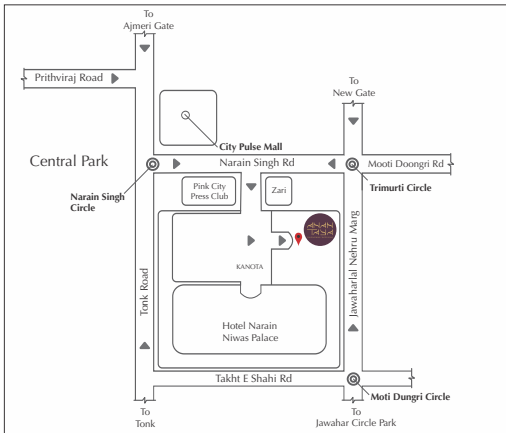 To
Ajmeri Gate
Prithviraj Road
To
New Gate
City Pulse Mall
Central Park
Narain Singh Rd
Mooti Doongri Rd
Narain Singh
Circle
Pink City
Press Club
Zari
Trimurti Circle
KANOTA
Tonk Road
Jawaharlal Nehru Marg
Hotel Narain
Niwas Palace
Takht E Shahi Rd
Moti Dungri Circle
To
Tonk
To
Jawahar Circle Park